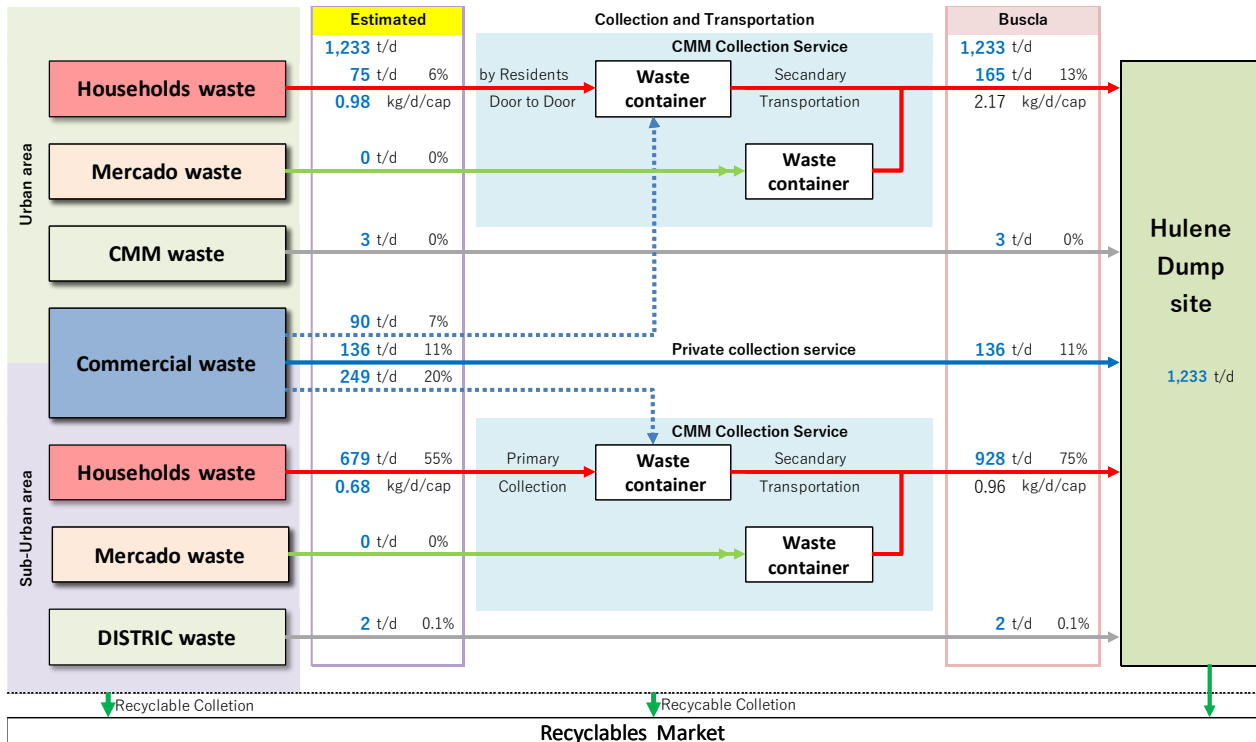 Estimated
Collection and Transportation
Buscla
1,233 t/d
CMM Collection Service
1,233 t/d
Urban area
Households waste
75 t/d 6%
0.98 kg/d/cap
by Residents
Door to Door
Waste
container
Secandary
Transportation
165 t/d 13%
2.17 kg/d/cap
Mercado waste
0 t/d 0%
Waste
container
CMM waste
3 t/d 0%
3 t/d 0%
Hulene
Dump
site
1,233 t/d
Commercial waste
90 t/d 7%
136 t/d 11%
249 t/d 20%
Private collection service
136 t/d 11%
Sub-Urban area
CMM Collection Service
Households waste
679 t/d 55%
0.68 kg/d/cap
Primary
Collection
Waste
container
Secandary
Transportation
928 t/d 75%
0.96 kg/d/cap
Mercado waste
0 t/d 0%
Waste
container
DISTRIC waste
2 t/d 0.1%
2 t/d 0.1%
Recyclable Colletion
Recycable Colletion
Recyclables Market